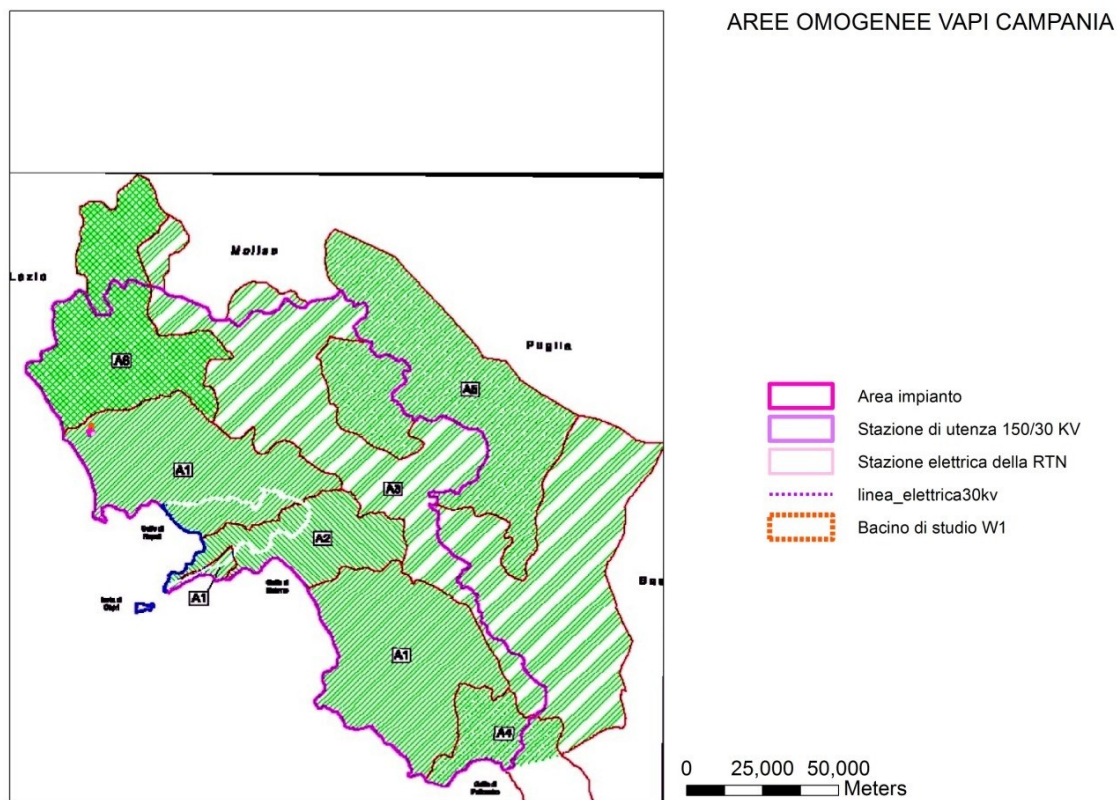 AREE OMOGENEE VAPI CAMPANIA
Molise
Lazio
Puglia
A6
A5
A1
A3
A2
A1
A1
A4
Area impianto
Stazione di utenza 150/30 KV
Stazione elettrica della RTN
linea_elettrica30kv
Bacino di studio W1
0 25,000 50,000
Meters